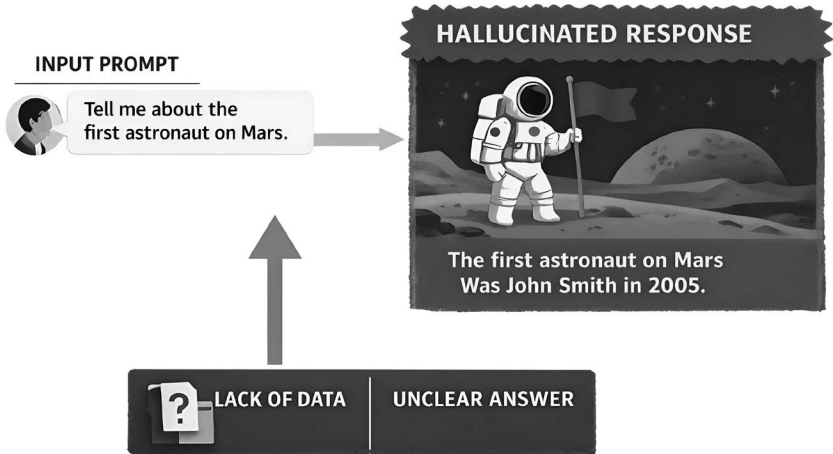 INPUT PROMPT
Tell me about the
first astronaut on Mars.
HALLUCINATED RESPONSE
The first astronaut on Mars
Was John Smith in 2005.
?
LACK OF DATA
UNCLEAR ANSWER